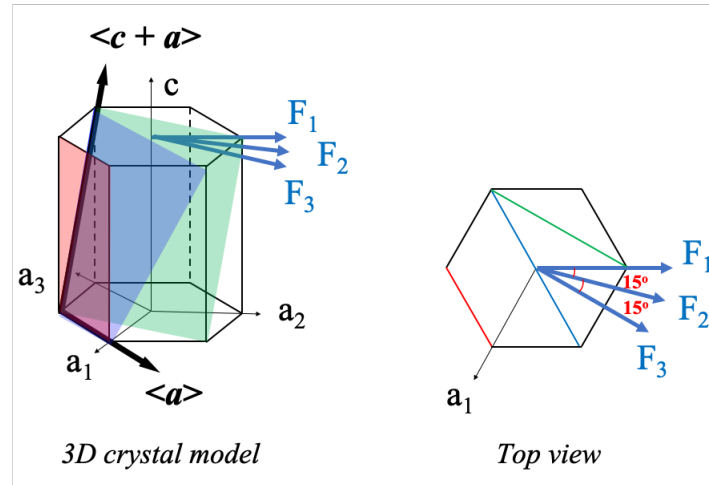 <c + a>
c
F₁
F₂
F₃
a₃
a₂
a₁
<a>
3D crystal model
F₁
15°
F₂
15°
F₃
a₁
Top view